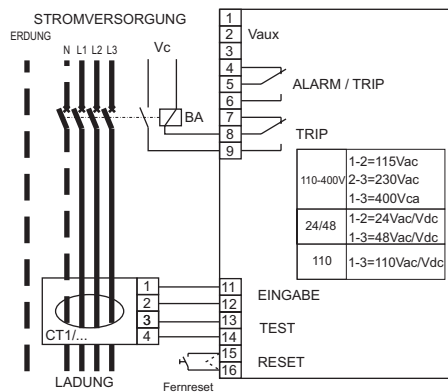 STROMVERSORGUNG
ERDUNG
N L1 L2 L3
Vc
BA
1
2 Vaux
3
4
5 ALARM / TRIP
6
7
8 TRIP
9
110-400V
1-2=115Vac
2-3=230Vac
1-3=400Vca
24/48
1-2=24Vac/Vdc
1-3=48Vac/Vdc
110
1-3=110Vac/Vdc
CT1/...
1
2
3
4
11
12 EINGABE
13
14 TEST
15
16 RESET
LADUNG
Fernreset